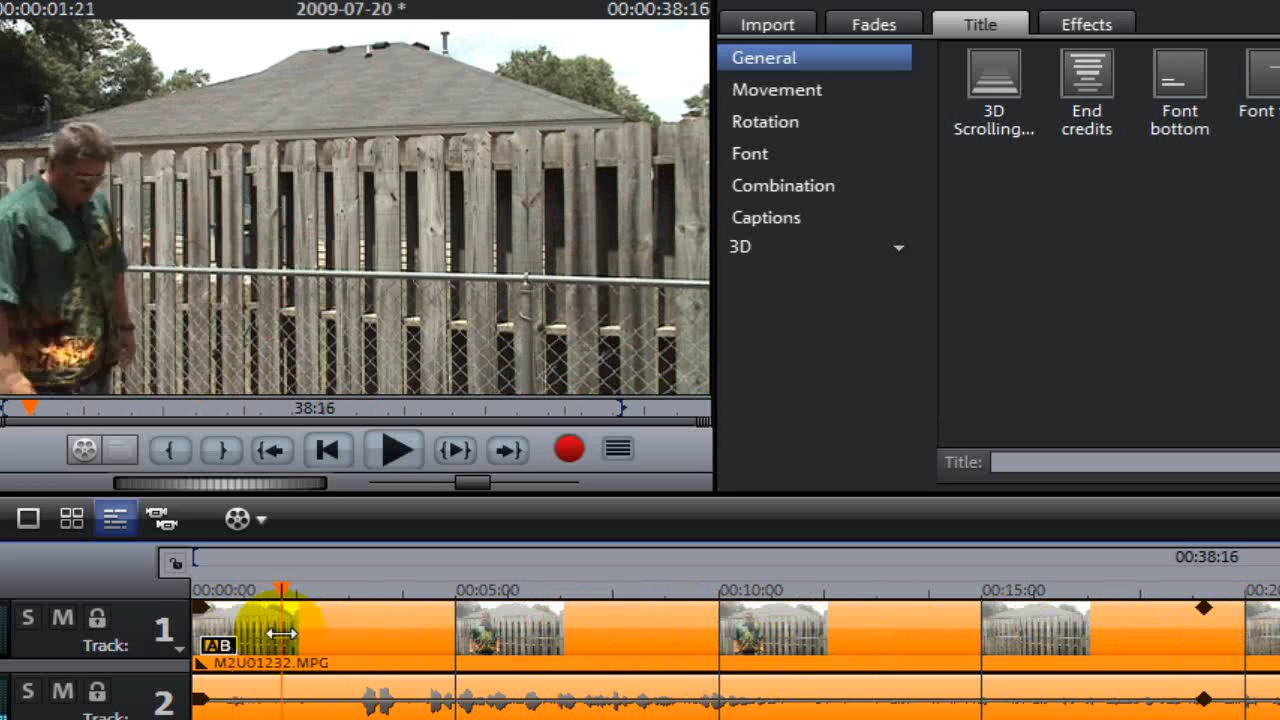 00:00:01:21 2009-07-20 * 00:00:38:16
Import Fades Title Effects
General
Movement
Rotation
Font
Combination
Captions
3D
3D
Scrolling...
End
credits
Font
bottom
Font
38:16
Title:
00:38:16
00:00:00 00:05:00 00:10:00 00:15:00 00:20
S M Track: 1
AB
M2U01232.MPG
S M Track: 2